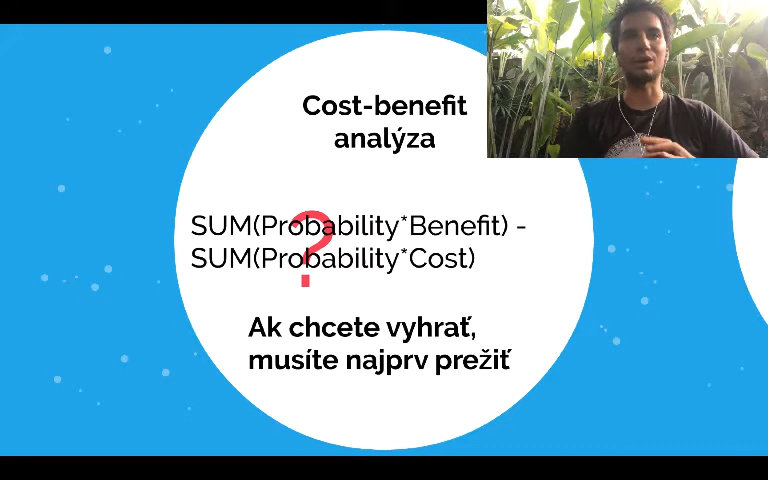 Cost-benefit
analýza
SUM(Probability*Benefit) -
SUM(Probability*Cost)
?
Ak chcete vyhrať,
musíte najprv prežiť